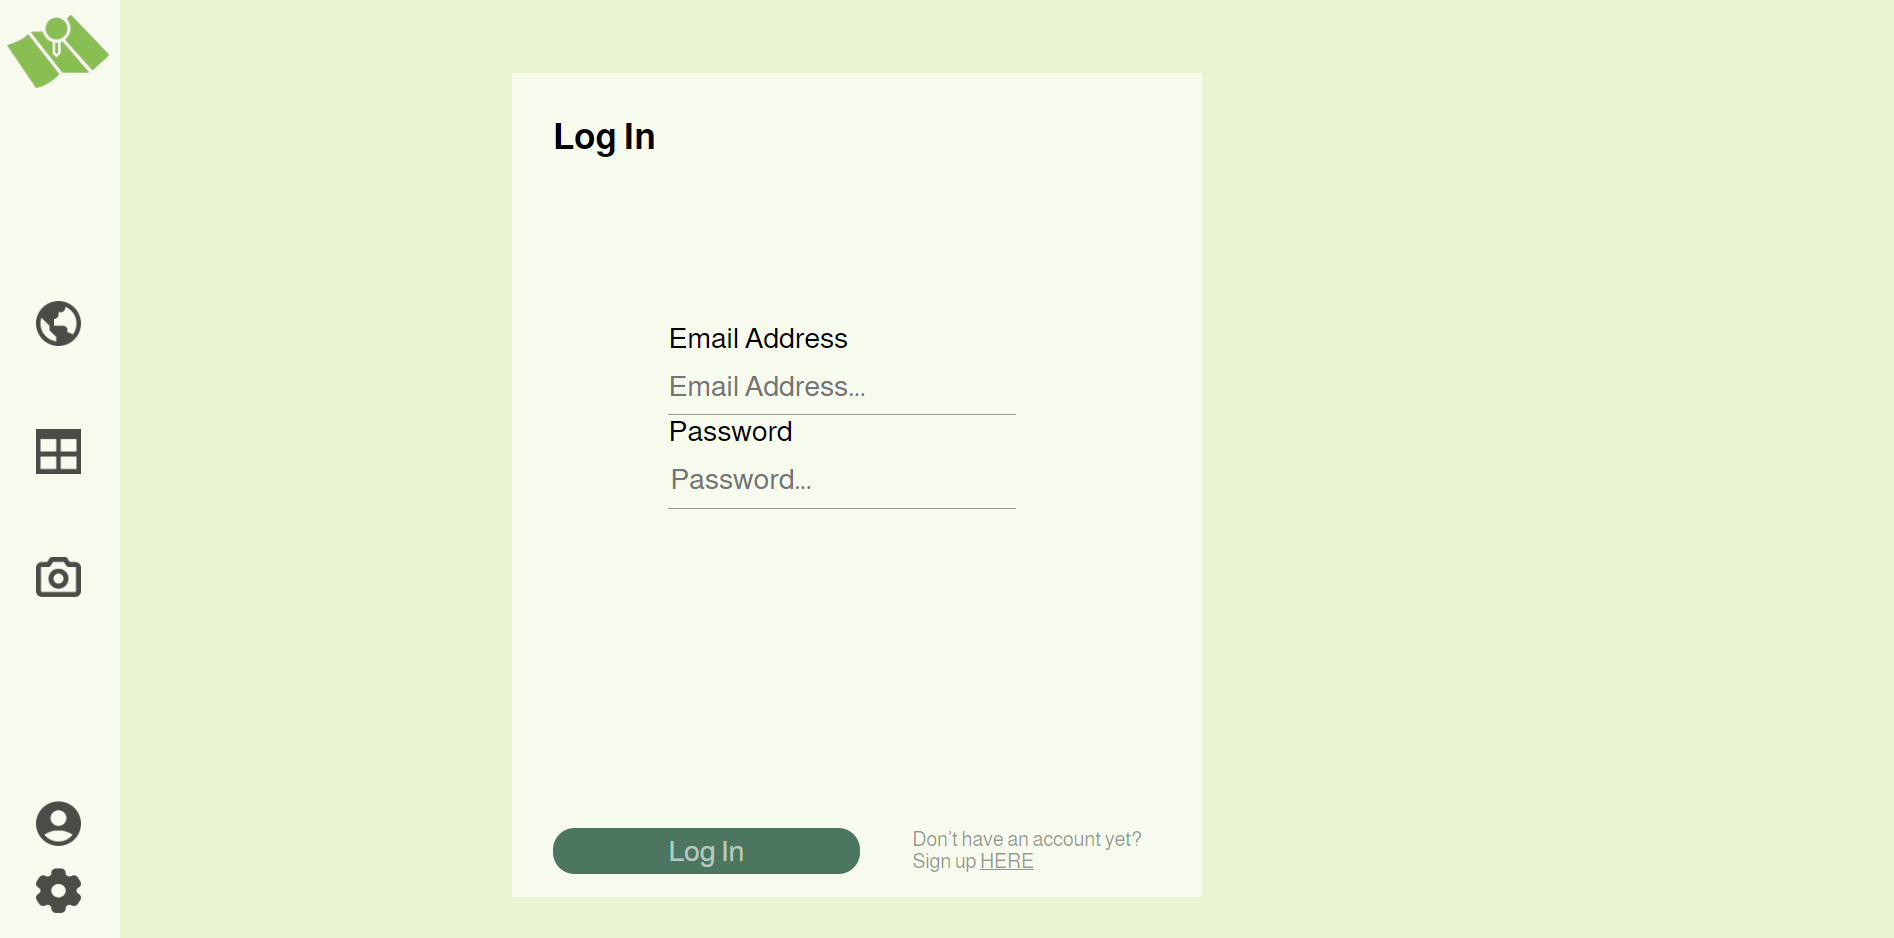 Log In
Email Address
Email Address...
Password
Password...
Log In
Don't have an account yet?
Sign up HERE